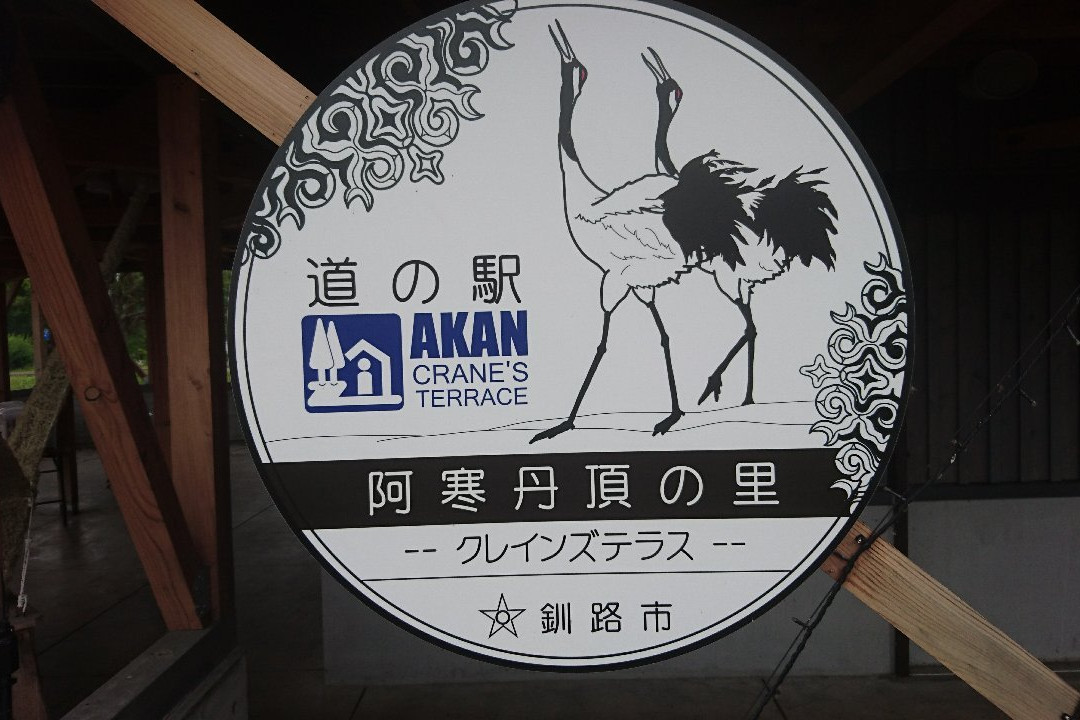 道の駅
AKAN
CRANE'S
TERRACE
阿寒丹頂の里
-- クレインズテラス --
釧路市